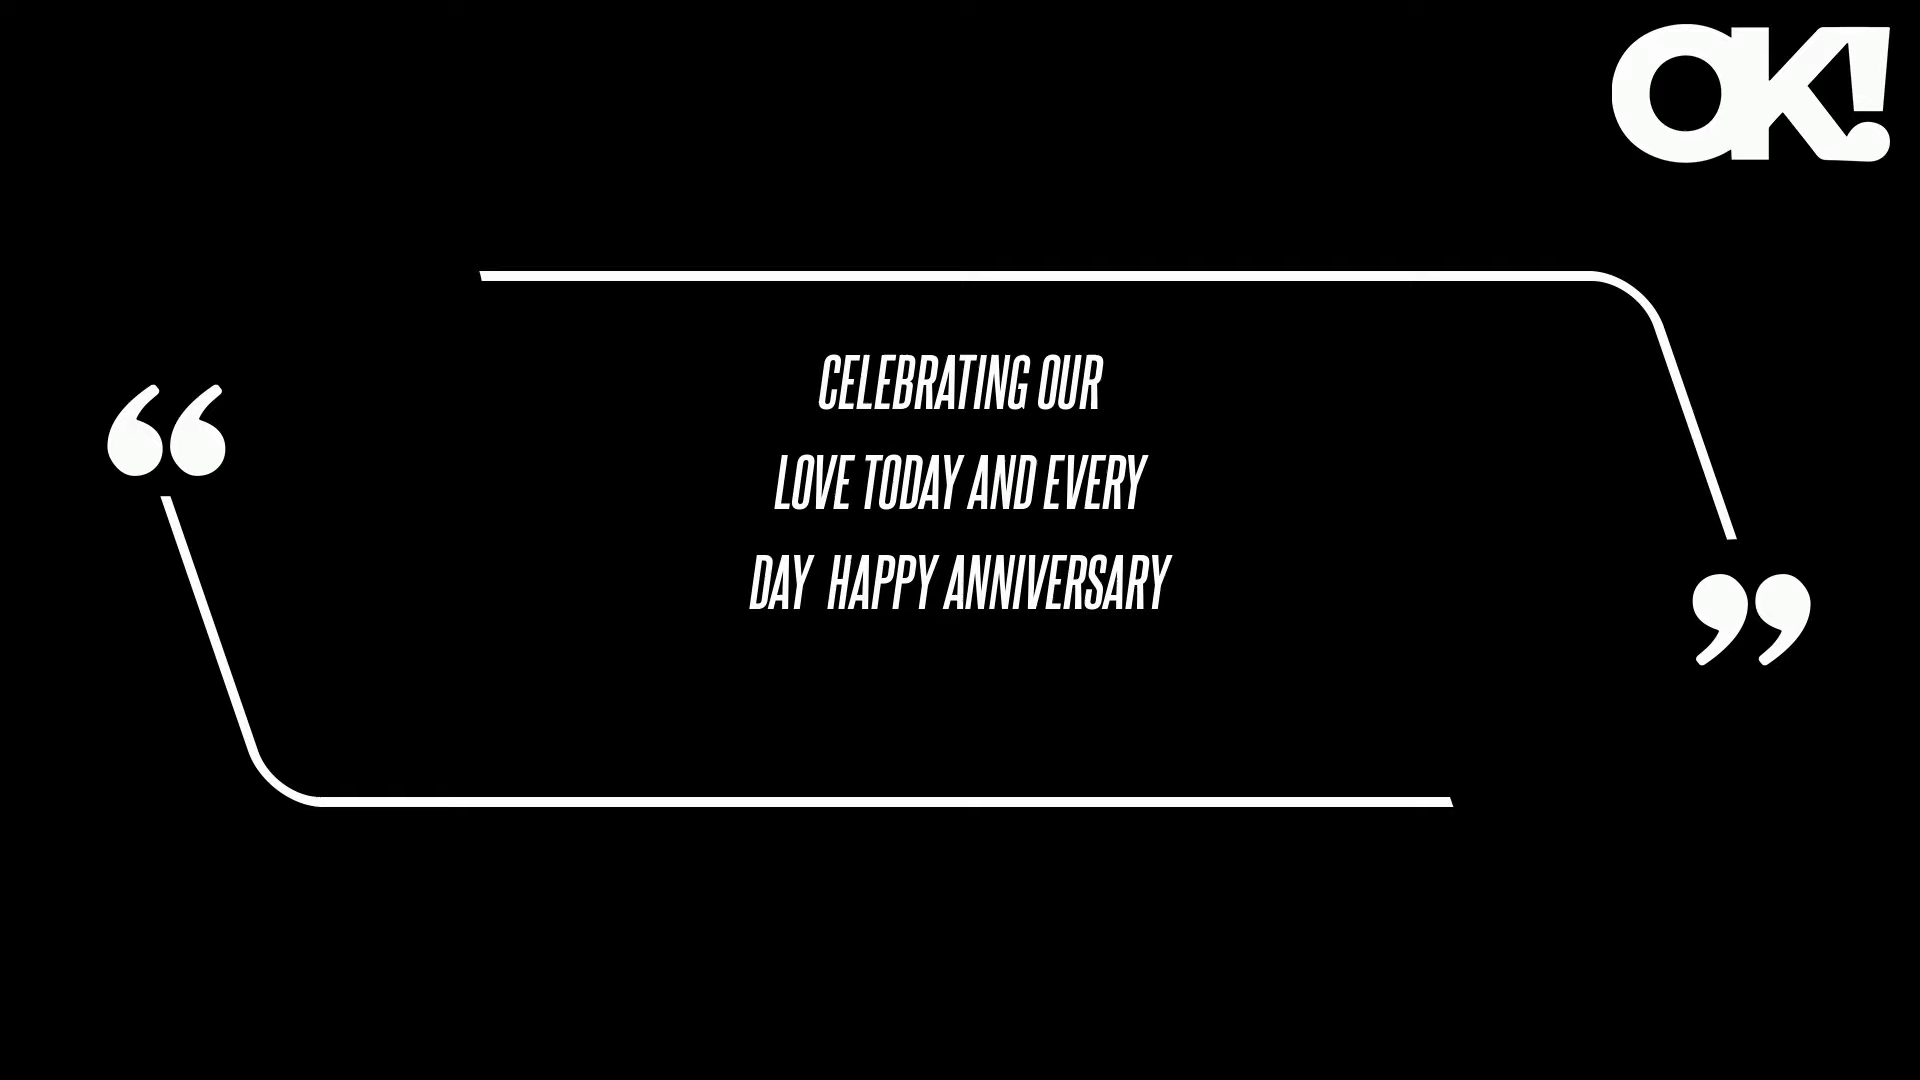 OK!
“
CELEBRATING OUR
LOVE TODAY AND EVERY
DAY  HAPPY ANNIVERSARY
”